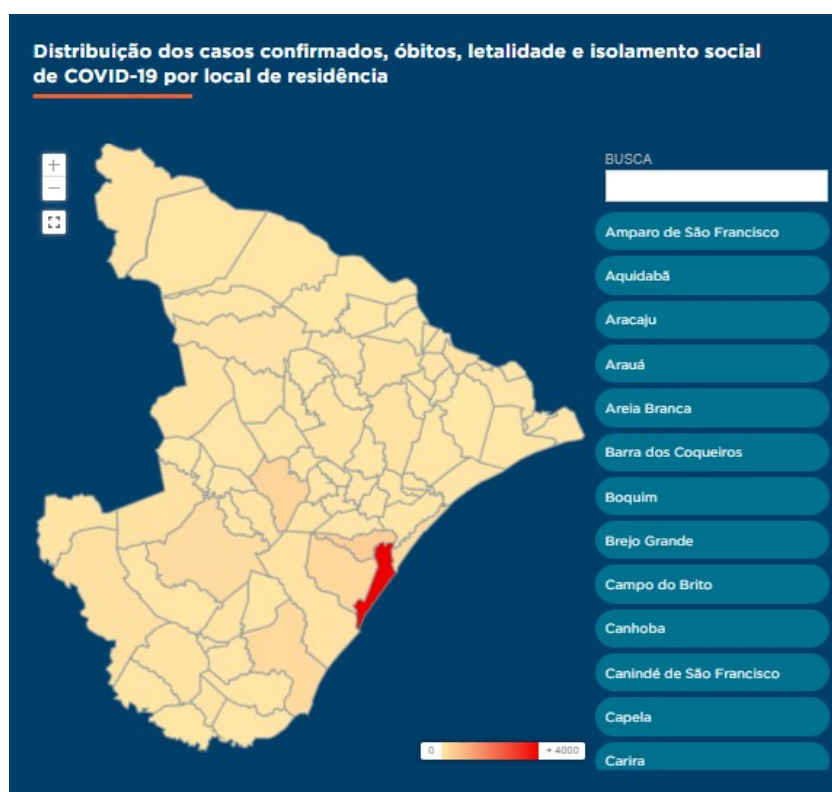 Distribuição dos casos confirmados, óbitos, letalidade e isolamento social
de COVID-19 por local de residência
BUSCA
Amparo de São Francisco
Aquidabã
Aracaju
Arauá
Areia Branca
Barra dos Coqueiros
Boquim
Brejo Grande
Campo do Brito
Canhoba
Canindé de São Francisco
Capela
Carira
0 + 4000